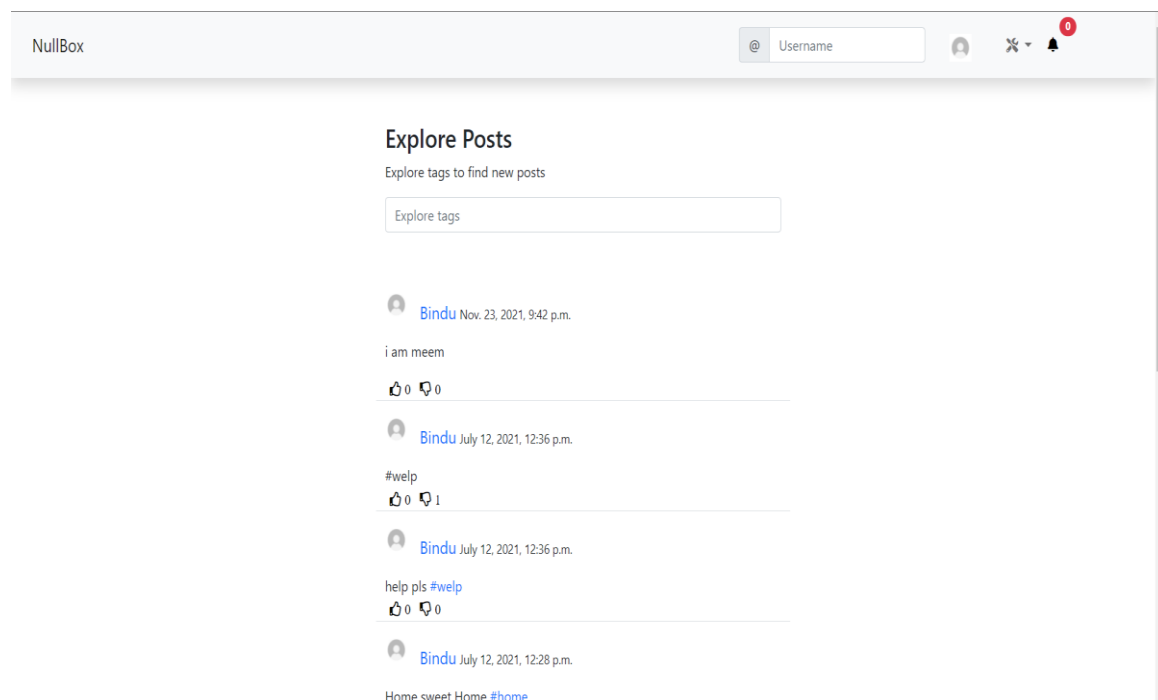 NullBox
@ Username
0
Explore Posts
Explore tags to find new posts
Explore tags
Bindu Nov. 23, 2021, 9:42 p.m.
i am meem
0 0
Bindu July 12, 2021, 12:36 p.m.
#welp
0 1
Bindu July 12, 2021, 12:36 p.m.
help pls #welp
0 0
Bindu July 12, 2021, 12:28 p.m.
Home sweet Home #home